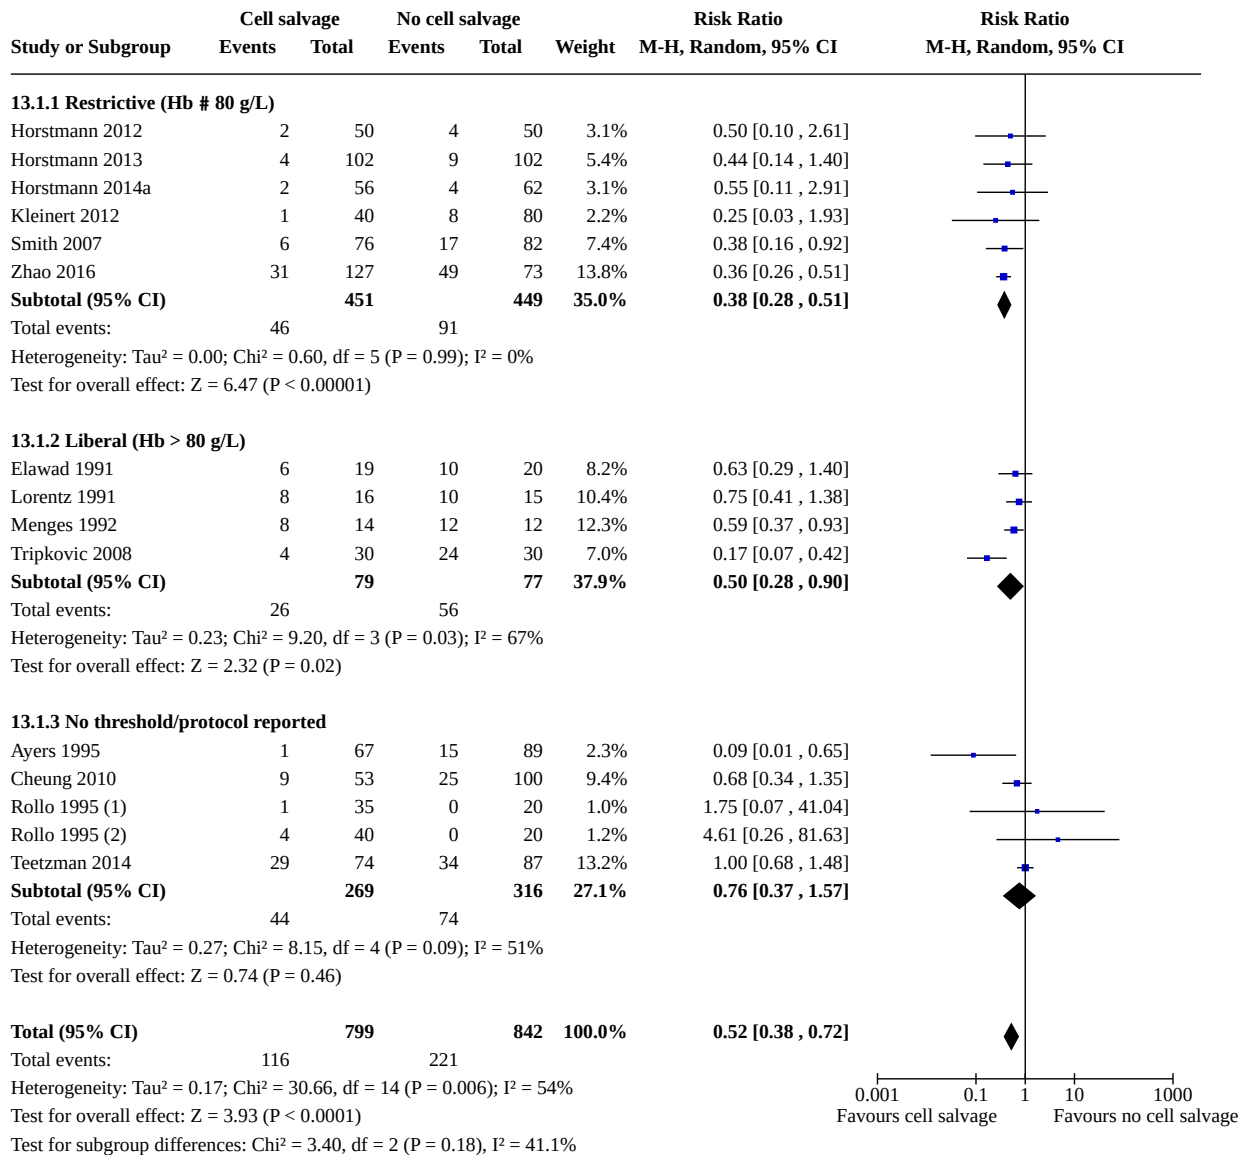 Cell salvage No cell salvage Risk Ratio Risk Ratio
Study or Subgroup Events Total Events Total Weight M-H, Random, 95% CI M-H, Random, 95% CI
13.1.1 Restrictive (Hb # 80 g/L)
Horstmann 2012 2 50 4 50 3.1% 0.50 [0.10 , 2.61]
Horstmann 2013 4 102 9 102 5.4% 0.44 [0.14 , 1.40]
Horstmann 2014a 2 56 4 62 3.1% 0.55 [0.11 , 2.91]
Kleinert 2012 1 40 8 80 2.2% 0.25 [0.03 , 1.93]
Smith 2007 6 76 17 82 7.4% 0.38 [0.16 , 0.92]
Zhao 2016 31 127 49 73 13.8% 0.36 [0.26 , 0.51]
Subtotal (95% CI) 451 449 35.0% 0.38 [0.28 , 0.51]
Total events: 46 91
Heterogeneity: Tau² = 0.00; Chi² = 0.60, df = 5 (P = 0.99); I² = 0%
Test for overall effect: Z = 6.47 (P < 0.00001)
13.1.2 Liberal (Hb > 80 g/L)
Elawad 1991 6 19 10 20 8.2% 0.63 [0.29 , 1.40]
Lorentz 1991 8 16 10 15 10.4% 0.75 [0.41 , 1.38]
Menges 1992 8 14 12 12 12.3% 0.59 [0.37 , 0.93]
Tripkovic 2008 4 30 24 30 7.0% 0.17 [0.07 , 0.42]
Subtotal (95% CI) 79 77 37.9% 0.50 [0.28 , 0.90]
Total events: 26 56
Heterogeneity: Tau² = 0.23; Chi² = 9.20, df = 3 (P = 0.03); I² = 67%
Test for overall effect: Z = 2.32 (P = 0.02)
13.1.3 No threshold/protocol reported
Ayers 1995 1 67 15 89 2.3% 0.09 [0.01 , 0.65]
Cheung 2010 9 53 25 100 9.4% 0.68 [0.34 , 1.35]
Rollo 1995 (1) 1 35 0 20 1.0% 1.75 [0.07 , 41.04]
Rollo 1995 (2) 4 40 0 20 1.2% 4.61 [0.26 , 81.63]
Teetzman 2014 29 74 34 87 13.2% 1.00 [0.68 , 1.48]
Subtotal (95% CI) 269 316 27.1% 0.76 [0.37 , 1.57]
Total events: 44 74
Heterogeneity: Tau² = 0.27; Chi² = 8.15, df = 4 (P = 0.09); I² = 51%
Test for overall effect: Z = 0.74 (P = 0.46)
Total (95% CI) 799 842 100.0% 0.52 [0.38 , 0.72]
Total events: 116 221
Heterogeneity: Tau² = 0.17; Chi² = 30.66, df = 14 (P = 0.006); I² = 54%
0.001 0.1 1 10 1000
Test for overall effect: Z = 3.93 (P < 0.0001)
Favours cell salvage Favours no cell salvage
Test for subgroup differences: Chi² = 3.40, df = 2 (P = 0.18), I² = 41.1%